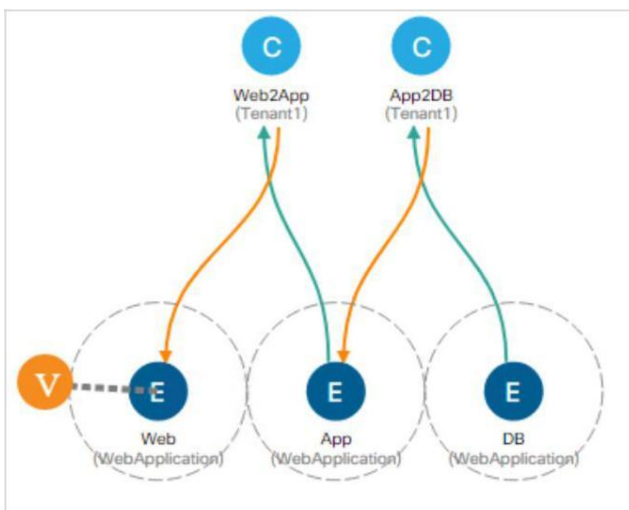 C
C
Web2App
(Tenant1)
App2DB
(Tenant1)
V
E
E
E
Web
(WebApplication)
App
(WebApplication)
DB
(WebApplication)